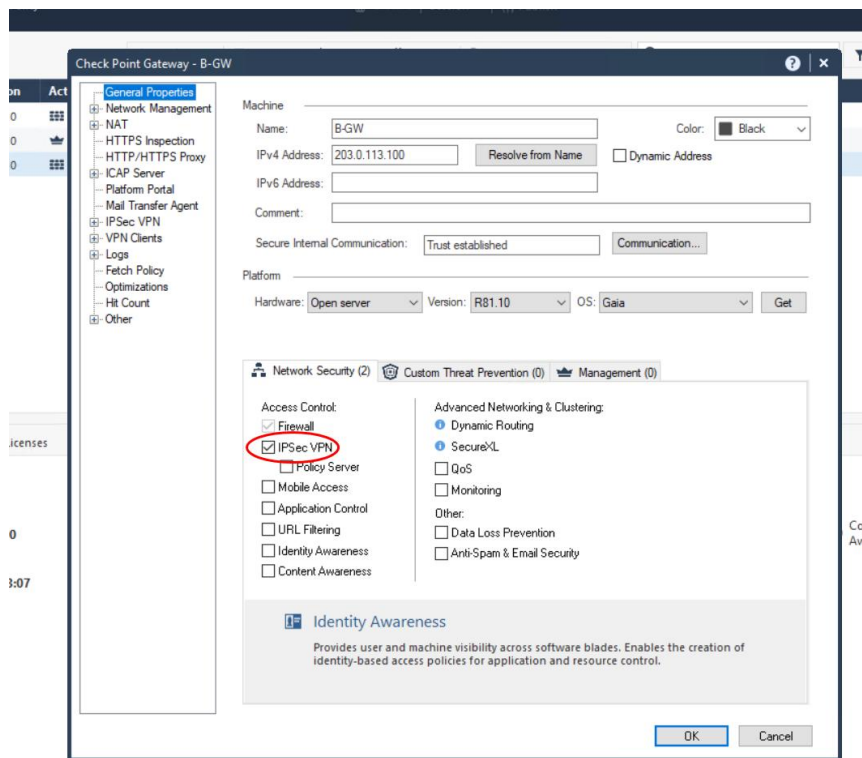 Check Point Gateway - B-GW
? ×
on Act
0
0
0
icenses
0
3:07
Co
Av
General Properties
Network Management
NAT
HTTPS Inspection
HTTP/HTTPS Proxy
ICAP Server
Platform Portal
Mail Transfer Agent
IPSec VPN
VPN Clients
Logs
Fetch Policy
Optimizations
Hit Count
Other
Machine
Name: B-GW Color: Black
IPv4 Address: 203.0.113.100 Resolve from Name Dynamic Address
IPv6 Address:
Comment:
Secure Internal Communication: Trust established Communication...
Platform
Hardware: Open server Version: R81.10 OS: Gaia Get
Network Security (2) Custom Threat Prevention (0) Management (0)
Access Control:
Firewall
IPSec VPN
Policy Server
Mobile Access
Application Control
URL Filtering
Identity Awareness
Content Awareness
Advanced Networking & Clustering:
Dynamic Routing
SecureXL
QoS
Monitoring
Other:
Data Loss Prevention
Anti-Spam & Email Security
Identity Awareness
Provides user and machine visibility across software blades. Enables the creation of
identity-based access policies for application and resource control.
OK Cancel